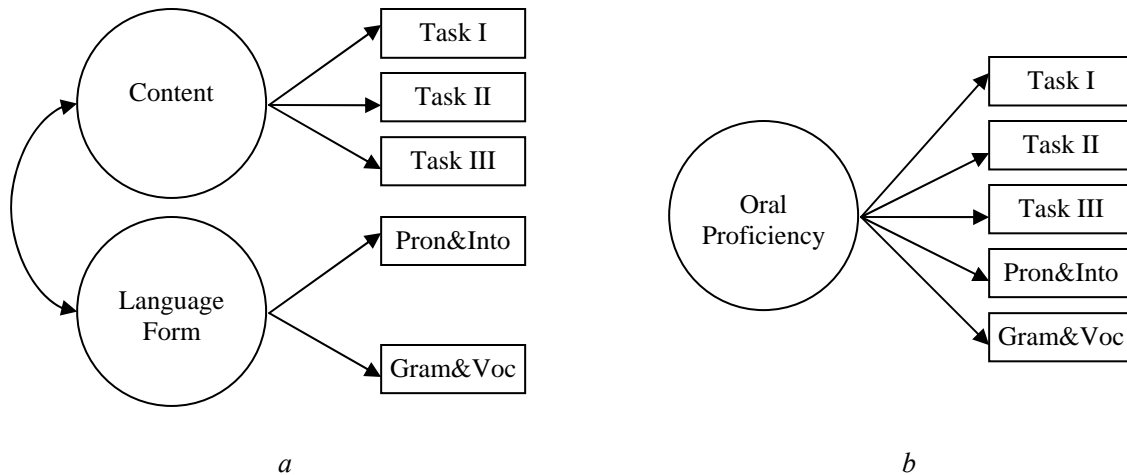 Content
Task I
Task II
Task III
Language
Form
Pron&Into
Gram&Voc
a
Oral
Proficiency
Task I
Task II
Task III
Pron&Into
Gram&Voc
b